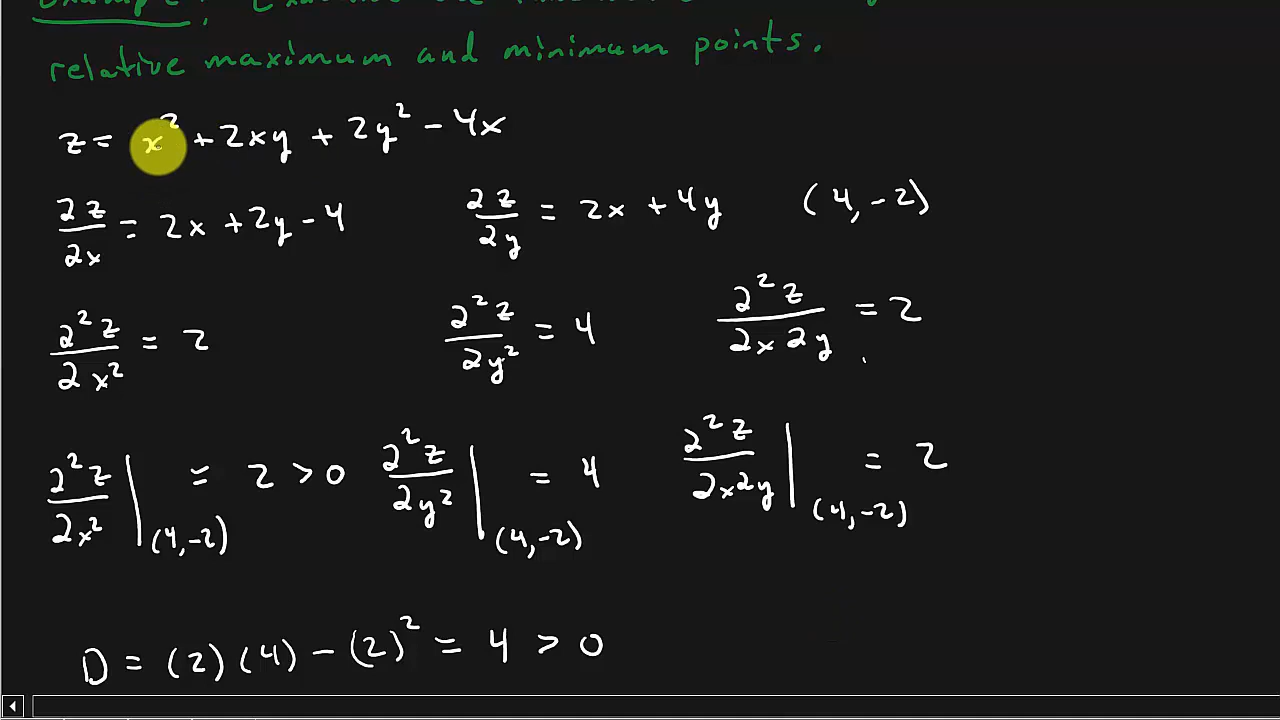 relative maximum and minimum points.
z = x² + 2xy + 2y² - 4x
∂z/∂x = 2x + 2y - 4 ∂z/∂y = 2x + 4y (4, -2)
∂²z/∂x² = 2 ∂²z/∂y² = 4 ∂²z/∂x∂y = 2
∂²z/∂x² |(4,-2) = 2 > 0 ∂²z/∂y² |(4,-2) = 4 ∂²z/∂x∂y |(4,-2) = 2
D = (2)(4) - (2)² = 4 > 0